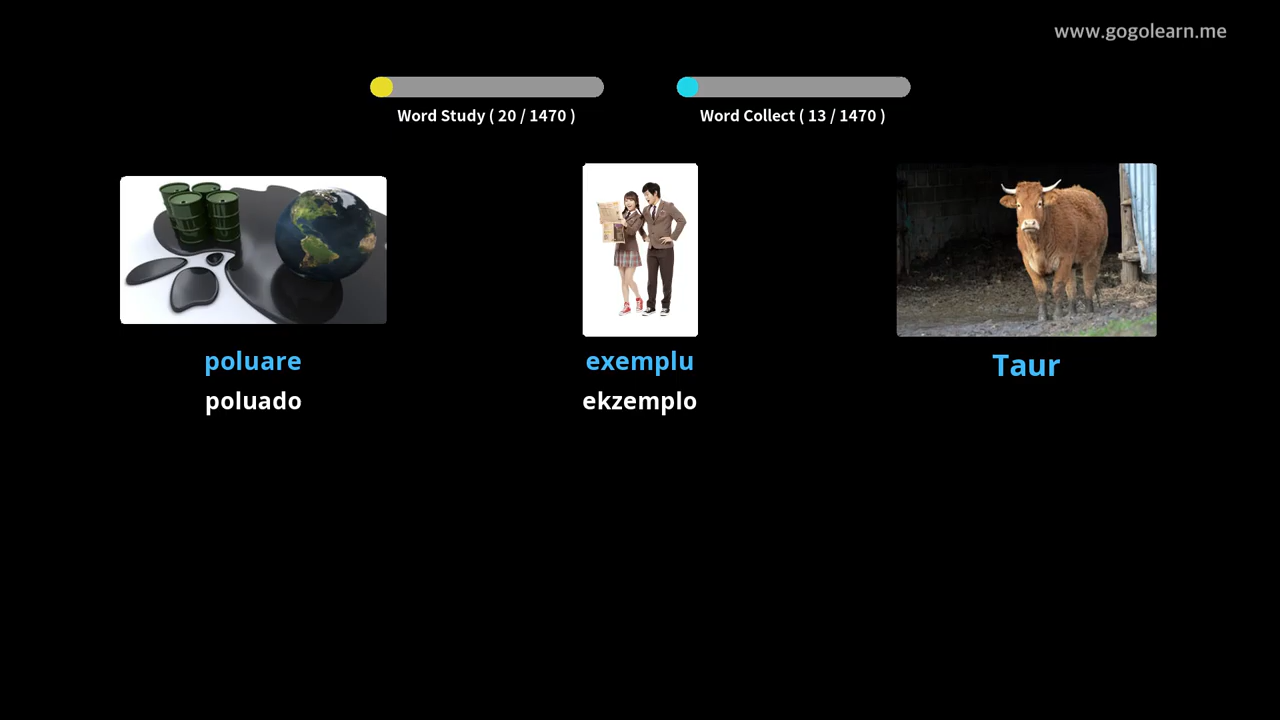 www.gogolearn.me
Word Study ( 20 / 1470 )
Word Collect ( 13 / 1470 )
poluare
poluado
exemplu
ekzemplo
Taur